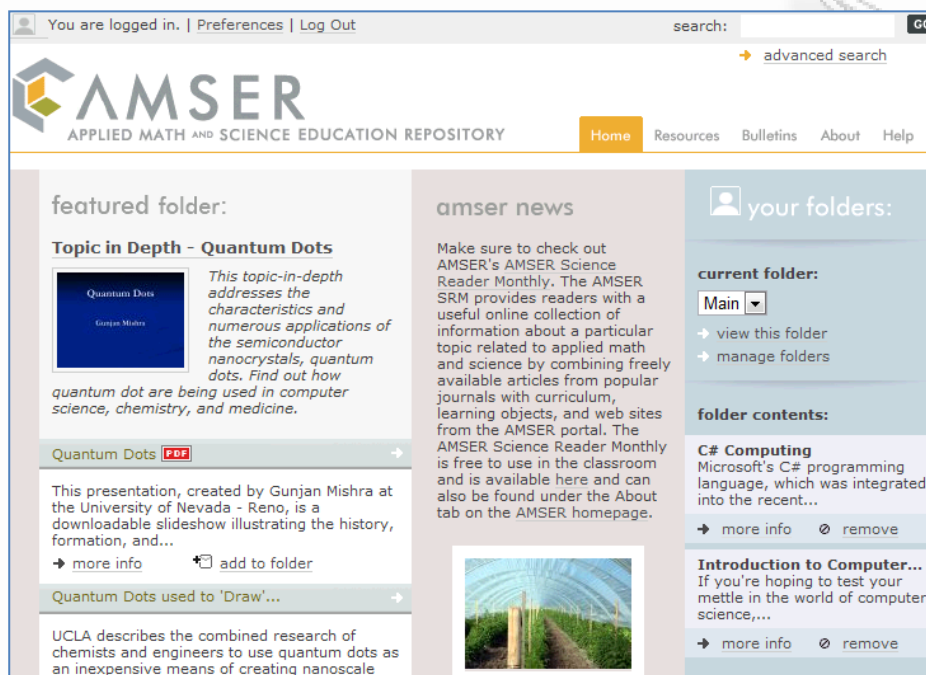 You are logged in. | Preferences | Log Out
search:
GO
advanced search
AMSER
APPLIED MATH AND SCIENCE EDUCATION REPOSITORY
Home Resources Bulletins About Help
featured folder:
Topic in Depth - Quantum Dots
Quantum Dots
Gunjan Mishra
This topic-in-depth
addresses the
characteristics and
numerous applications of
the semiconductor
nanocrystals, quantum
dots. Find out how
quantum dot are being used in computer
science, chemistry, and medicine.
Quantum Dots PDF
This presentation, created by Gunjan Mishra at
the University of Nevada - Reno, is a
downloadable slideshow illustrating the history,
formation, and...
more info add to folder
Quantum Dots used to 'Draw'...
UCLA describes the combined research of
chemists and engineers to use quantum dots as
an inexpensive means of creating nanoscale
amser news
Make sure to check out
AMSER's AMSER Science
Reader Monthly. The AMSER
SRM provides readers with a
useful online collection of
information about a particular
topic related to applied math
and science by combining freely
available articles from popular
journals with curriculum,
learning objects, and web sites
from the AMSER portal. The
AMSER Science Reader Monthly
is free to use in the classroom
and is available here and can
also be found under the About
tab on the AMSER homepage.
your folders:
current folder:
Main
view this folder
manage folders
folder contents:
C# Computing
Microsoft's C# programming
language, which was integrated
into the recent...
more info remove
Introduction to Computer...
If you're hoping to test your
mettle in the world of computer
science,...
more info remove